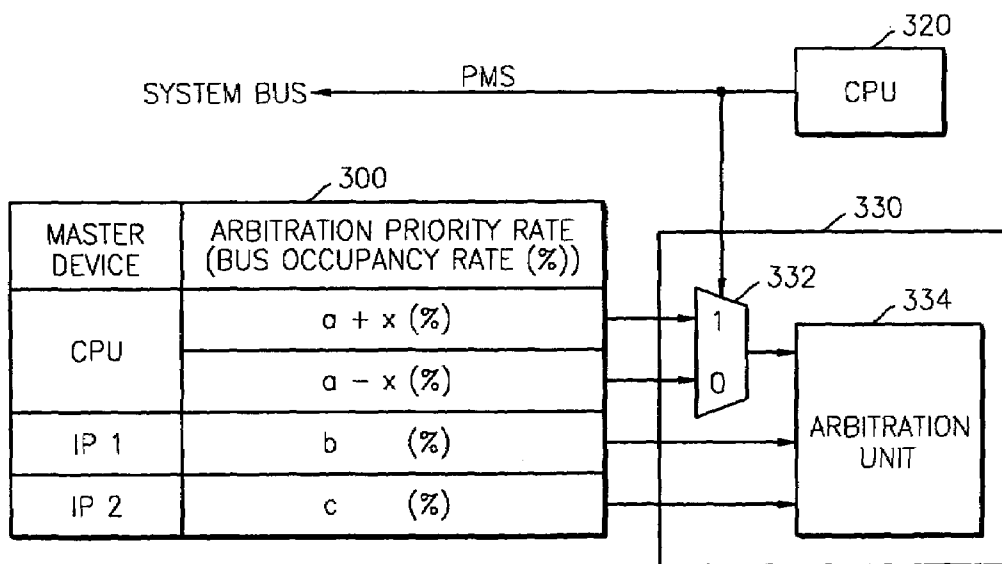 320
SYSTEM BUS
PMS
CPU
300
330
MASTER DEVICE
ARBITRATION PRIORITY RATE
(BUS OCCUPANCY RATE (%))
332
334
CPU
a + x (%)
1
a - x (%)
0
ARBITRATION
UNIT
IP 1
b (%)
IP 2
c (%)